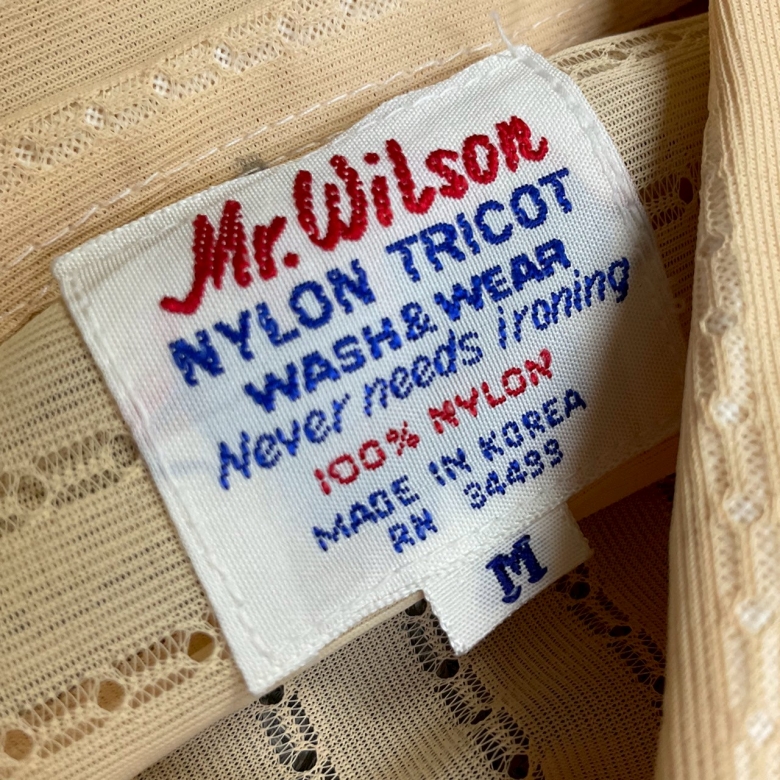 Mr. Wilson
NYLON TRICOT
WASH&WEAR
Never needs ironing
100% NYLON
MADE IN KOREA
RN 34499
M